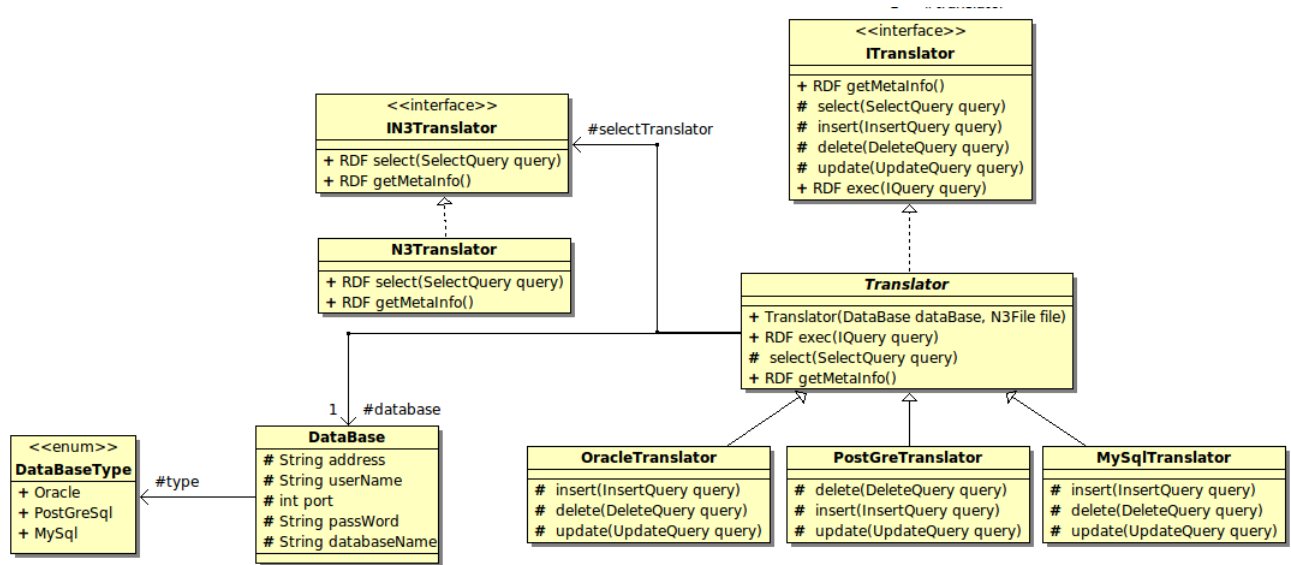 <<interface>>
ITranslator
+ RDF getMetaInfo()
# select(SelectQuery query)
# insert(InsertQuery query)
# delete(DeleteQuery query)
# update(UpdateQuery query)
+ RDF exec(IQuery query)
<<interface>>
IN3Translator
+ RDF select(SelectQuery query)
+ RDF getMetaInfo()
#selectTranslator
N3Translator
+ RDF select(SelectQuery query)
+ RDF getMetaInfo()
Translator
+ Translator(DataBase dataBase, N3File file)
+ RDF exec(IQuery query)
# select(SelectQuery query)
+ RDF getMetaInfo()
1 #database
<<enum>>
DataBaseType
+ Oracle
+ PostGreSql
+ MySql
#type
DataBase
# String address
# String userName
# int port
# String passWord
# String databaseName
OracleTranslator
# insert(InsertQuery query)
# delete(DeleteQuery query)
# update(UpdateQuery query)
PostGreTranslator
# delete(DeleteQuery query)
# insert(InsertQuery query)
# update(UpdateQuery query)
MySqlTranslator
# insert(InsertQuery query)
# delete(DeleteQuery query)
# update(UpdateQuery query)